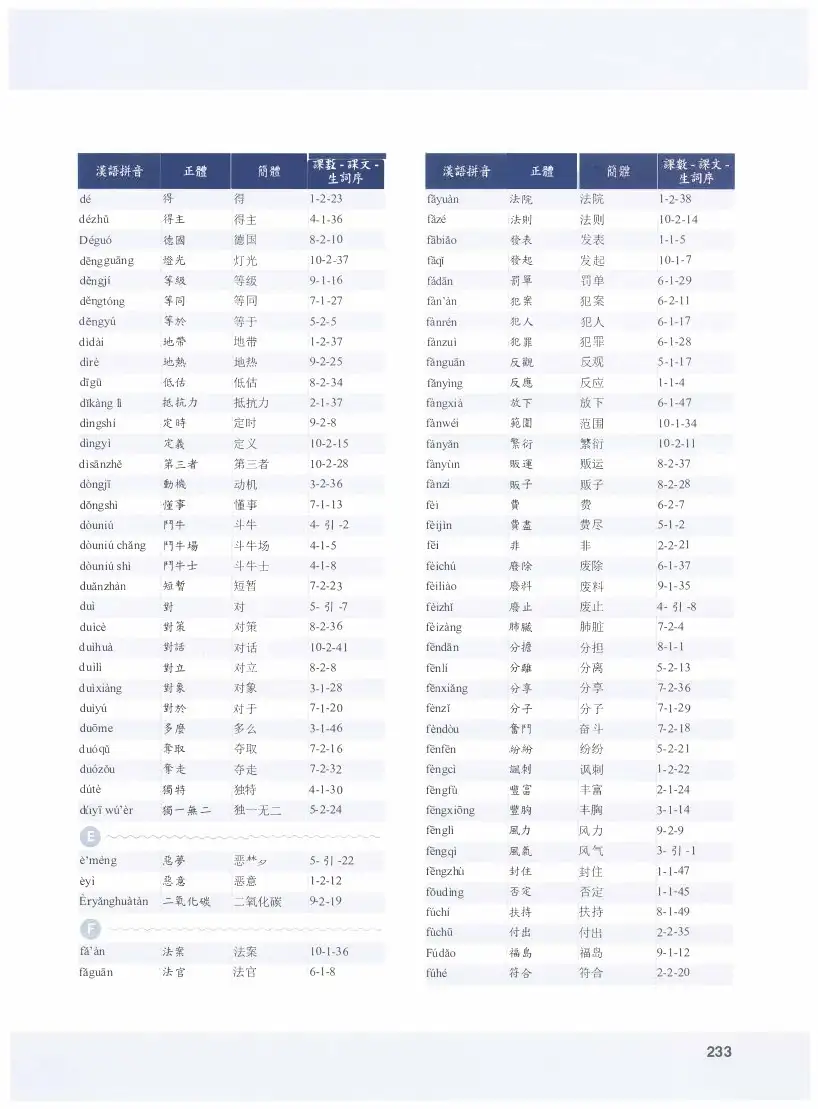 漢語拼音 正體 簡體 課數-課文-生詞序
dé 得 得 1-2-23
dézhǔ 得主 得主 4-1-36
Déguó 德國 德国 8-2-10
dēngguāng 燈光 灯光 10-2-37
děngjí 等級 等级 9-1-16
děngtóng 等同 等同 7-1-27
děngyú 等於 等于 5-2-5
dìdài 地帶 地带 1-2-37
dìrè 地熱 地热 9-2-25
dīgū 低估 低估 8-2-34
dǐkàng lì 抵抗力 抵抗力 2-1-37
dìngshí 定時 定时 9-2-8
dìngyì 定義 定义 10-2-15
dìsānzhě 第三者 第三者 10-2-28
dòngjī 動機 动机 3-2-36
dǒngshì 懂事 懂事 7-1-13
dòuniú 鬥牛 斗牛 4- 引 -2
dòuniú chǎng 鬥牛場 斗牛场 4-1-5
dòuniú shì 鬥牛士 斗牛士 4-1-8
duǎnzhàn 短暫 短暂 7-2-23
duì 對 对 5- 引 -7
duìcè 對策 对策 8-2-36
duìhuà 對話 对话 10-2-41
duìlì 對立 对立 8-2-8
duìxiàng 對象 对象 3-1-28
duìyú 對於 对于 7-1-20
duōme 多麼 多么 3-1-46
duóqǔ 奪取 夺取 7-2-16
duózǒu 奪走 夺走 7-2-32
dútè 獨特 独特 4-1-30
dúyī wú'èr 獨一無二 独一无二 5-2-24
E
è'mèng 惡夢 恶梦 5- 引 -22
èyì 惡意 恶意 1-2-12
Èryǎnghuàtàn 二氧化碳 二氧化碳 9-2-19
F
fǎ'àn 法案 法案 10-1-36
fǎguān 法官 法官 6-1-8
漢語拼音 正體 簡體 課數-課文-生詞序
fǎyuàn 法院 法院 1-2-38
fǎzé 法則 法则 10-2-14
fābiǎo 發表 发表 1-1-5
fāqǐ 發起 发起 10-1-7
fádān 罰單 罚单 6-1-29
fàn'àn 犯案 犯案 6-2-11
fànrén 犯人 犯人 6-1-17
fànzuì 犯罪 犯罪 6-1-28
fǎnguān 反觀 反观 5-1-17
fǎnyìng 反應 反应 1-1-4
fàngxià 放下 放下 6-1-47
fànwéi 範圍 范围 10-1-34
fányǎn 繁衍 繁衍 10-2-11
fànyùn 販運 贩运 8-2-37
fànzi 販子 贩子 8-2-28
fèi 費 费 6-2-7
fèijìn 費盡 费尽 5-1-2
fēi 非 非 2-2-21
fèichú 廢除 废除 6-1-37
fèiliào 廢料 废料 9-1-35
fèizhǐ 廢止 废止 4- 引 -8
fèizàng 肺臟 肺脏 7-2-4
fēndān 分擔 分担 8-1-1
fēnlí 分離 分离 5-2-13
fēnxiǎng 分享 分享 7-2-36
fènzǐ 分子 分子 7-1-29
fèndòu 奮鬥 奋斗 7-2-18
fēnfēn 紛紛 纷纷 5-2-21
fèngcì 諷刺 讽刺 1-2-22
fēngfù 豐富 丰富 2-1-24
fēngxiōng 豐胸 丰胸 3-1-14
fēnglì 風力 风力 9-2-9
fēngqì 風氣 风气 3- 引 -1
fēngzhù 封住 封住 1-1-47
fǒudìng 否定 否定 1-1-45
fúchí 扶持 扶持 8-1-49
fùchū 付出 付出 2-2-35
Fúdǎo 福島 福岛 9-1-12
fúhé 符合 符合 2-2-20
233